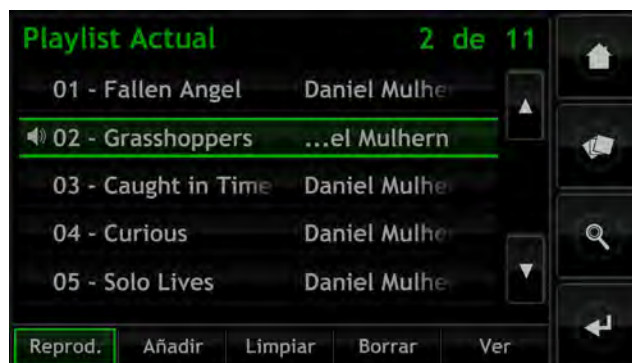 Playlist Actual 2 de 11
01 - Fallen Angel Daniel Mulhe
02 - Grasshoppers ...el Mulhern
03 - Caught in Time Daniel Mulhe
04 - Curious Daniel Mulhe
05 - Solo Lives Daniel Mulhe
Reprod. Añadir Limpiar Borrar Ver